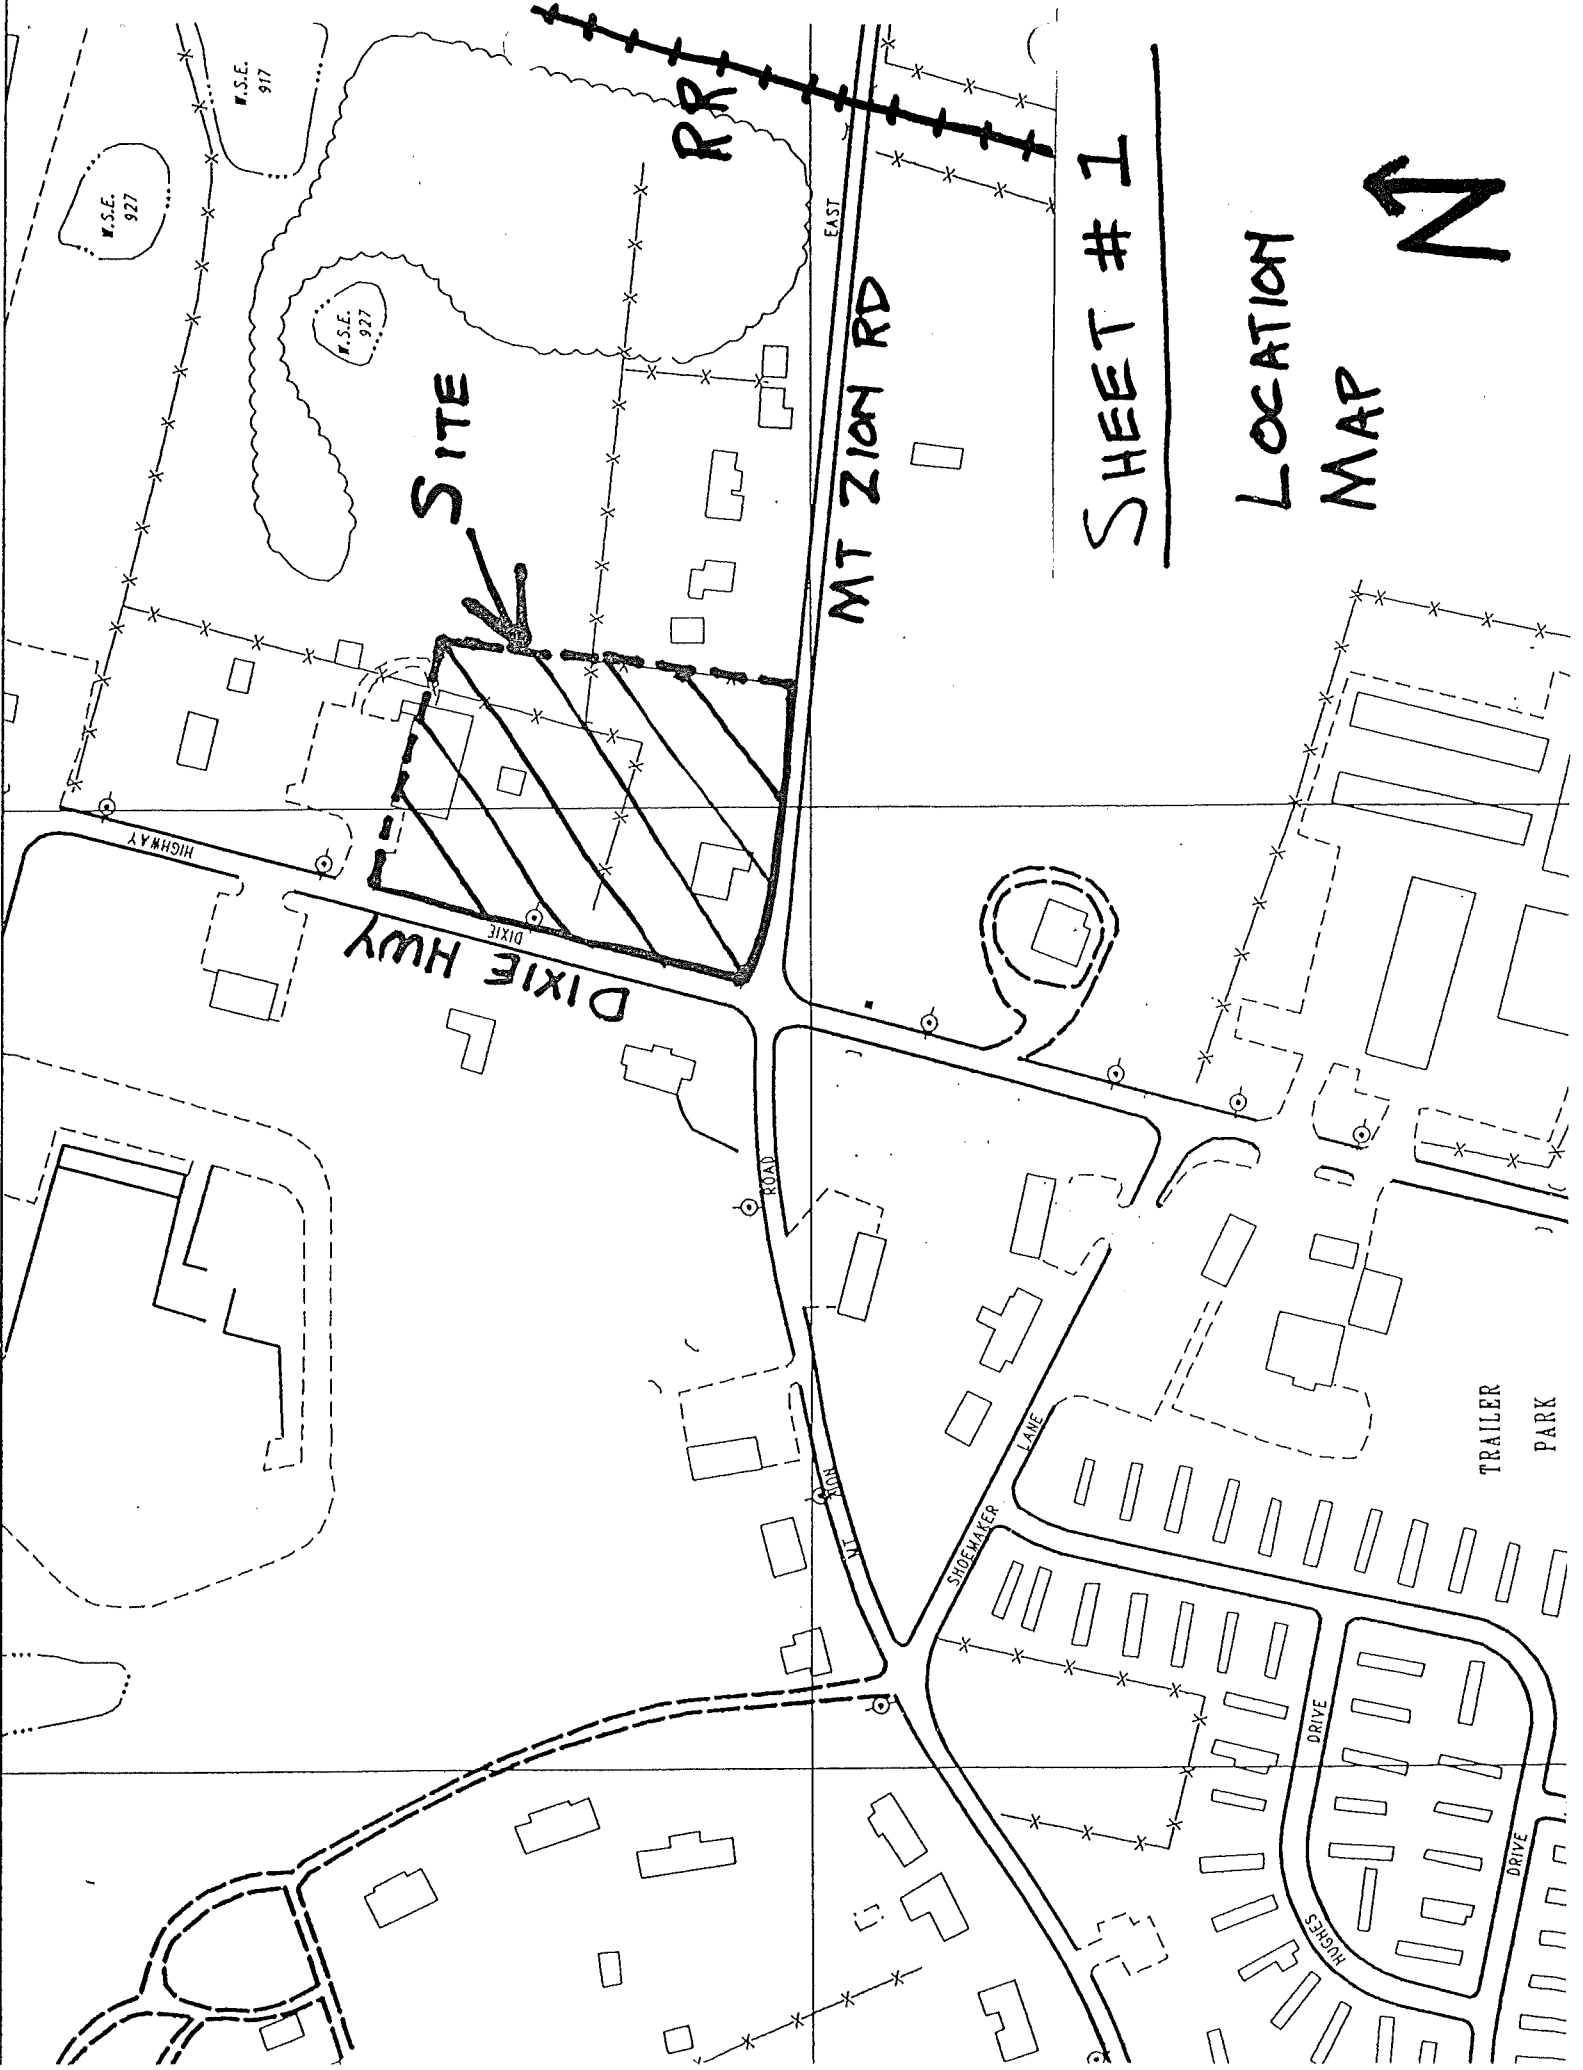 W.S.E.
917
W.S.E.
927
W.S.E.
927
RR
SITE
EAST
MT ZION RD
SHEET # 1
LOCATION
MAP
N
HIGHWAY
DIXIE
DIXIE HWY
ROAD
ZION
MT
SHOEMAKER
LANE
TRAILER
PARK
DRIVE
HUGHES
DRIVE